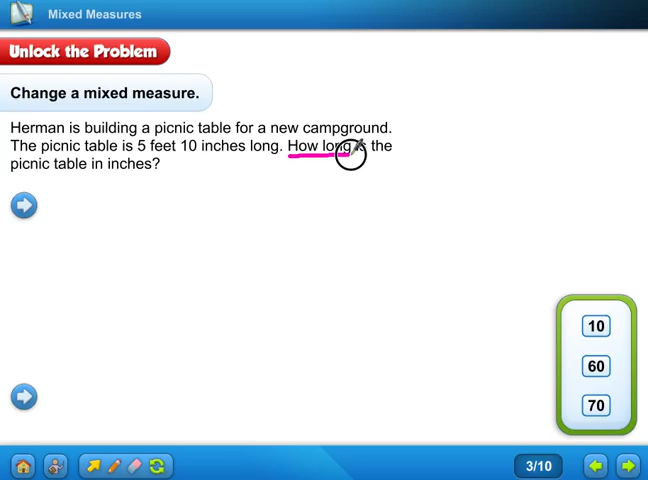 Mixed Measures
Unlock the Problem
Change a mixed measure.
Herman is building a picnic table for a new campground.
The picnic table is 5 feet 10 inches long. How long is the
picnic table in inches?
10
60
70
3/10